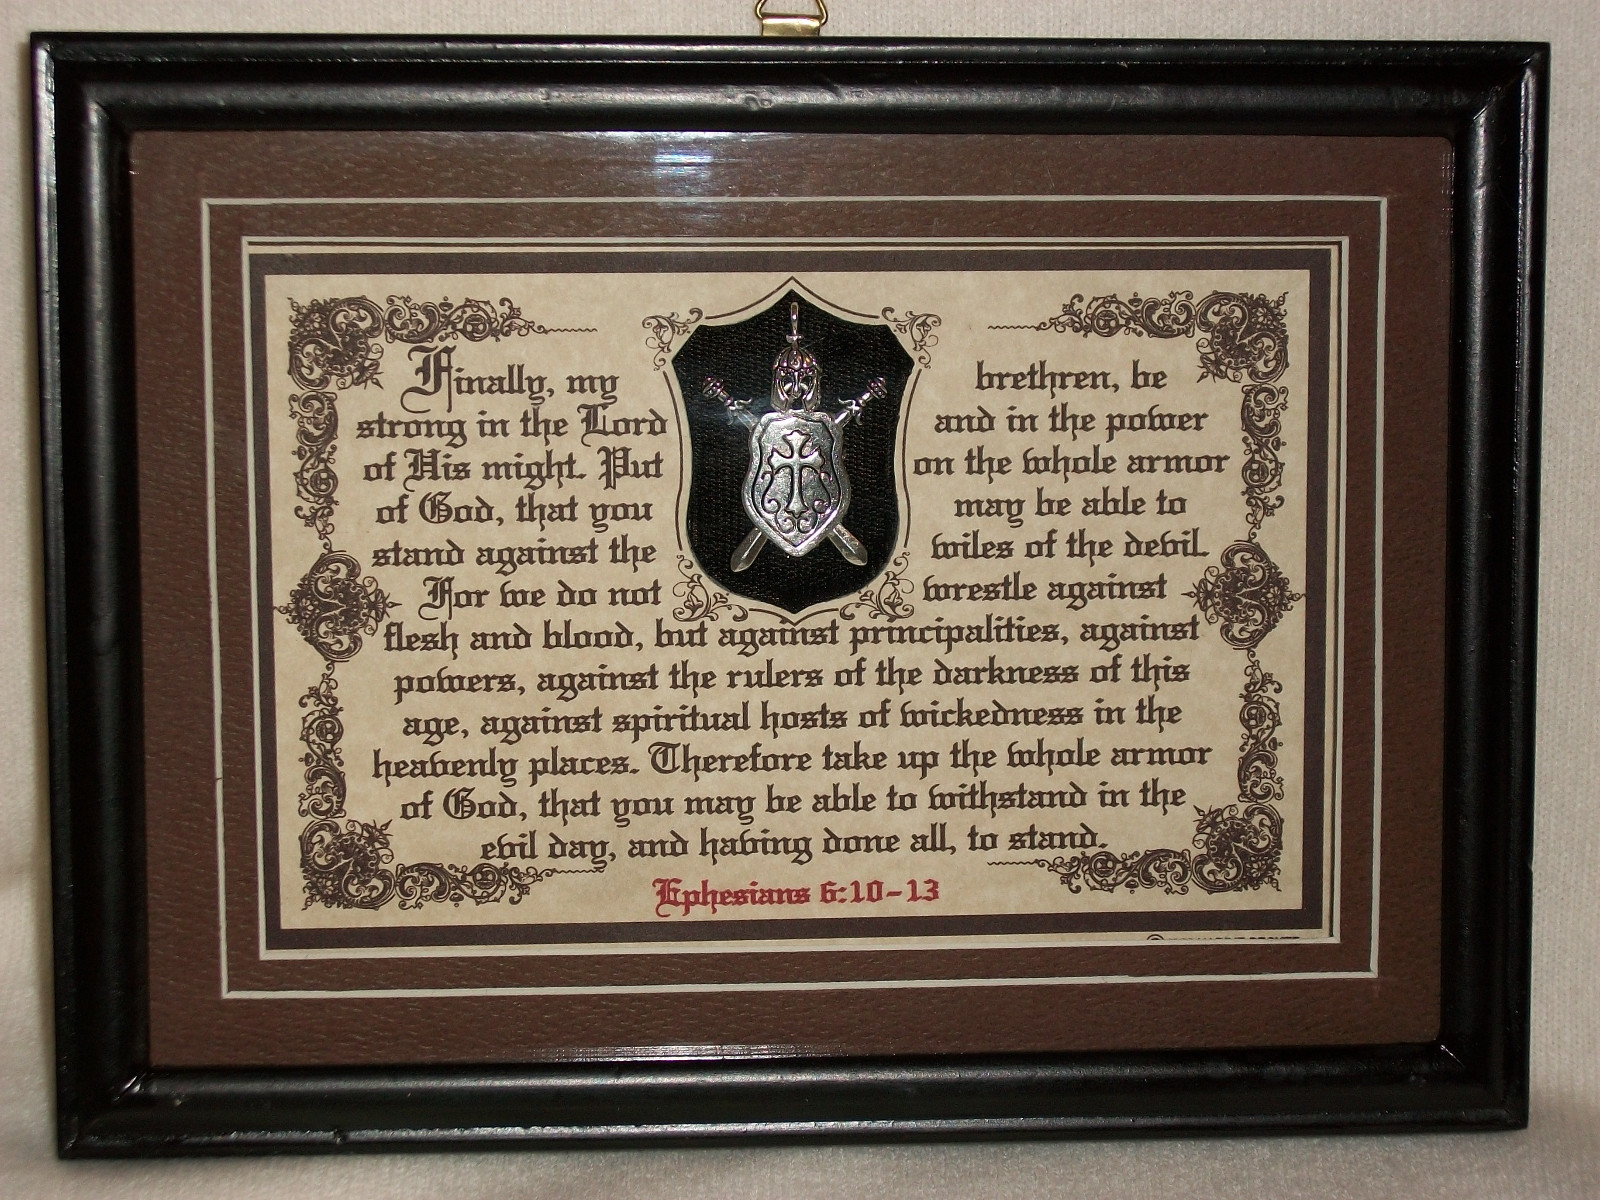 Finally, my brethren, be
strong in the Lord and in the power
of His might. Put on the whole armor
of God, that you may be able to
stand against the wiles of the devil.
For we do not wrestle against
flesh and blood, but against principalities, against
powers, against the rulers of the darkness of this
age, against spiritual hosts of wickedness in the
heavenly places. Therefore take up the whole armor
of God, that you may be able to withstand in the
evil day, and having done all, to stand.
Ephesians 6:10-13